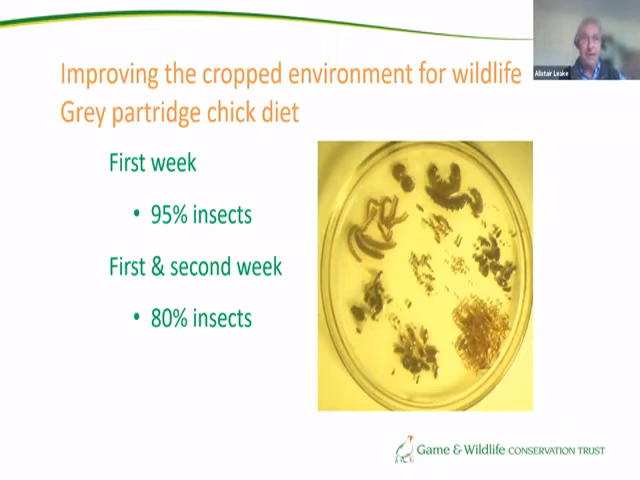 Improving the cropped environment for wildlife
Grey partridge chick diet
First week
• 95% insects
First & second week
• 80% insects
Alistair Leake
Game & Wildlife CONSERVATION TRUST